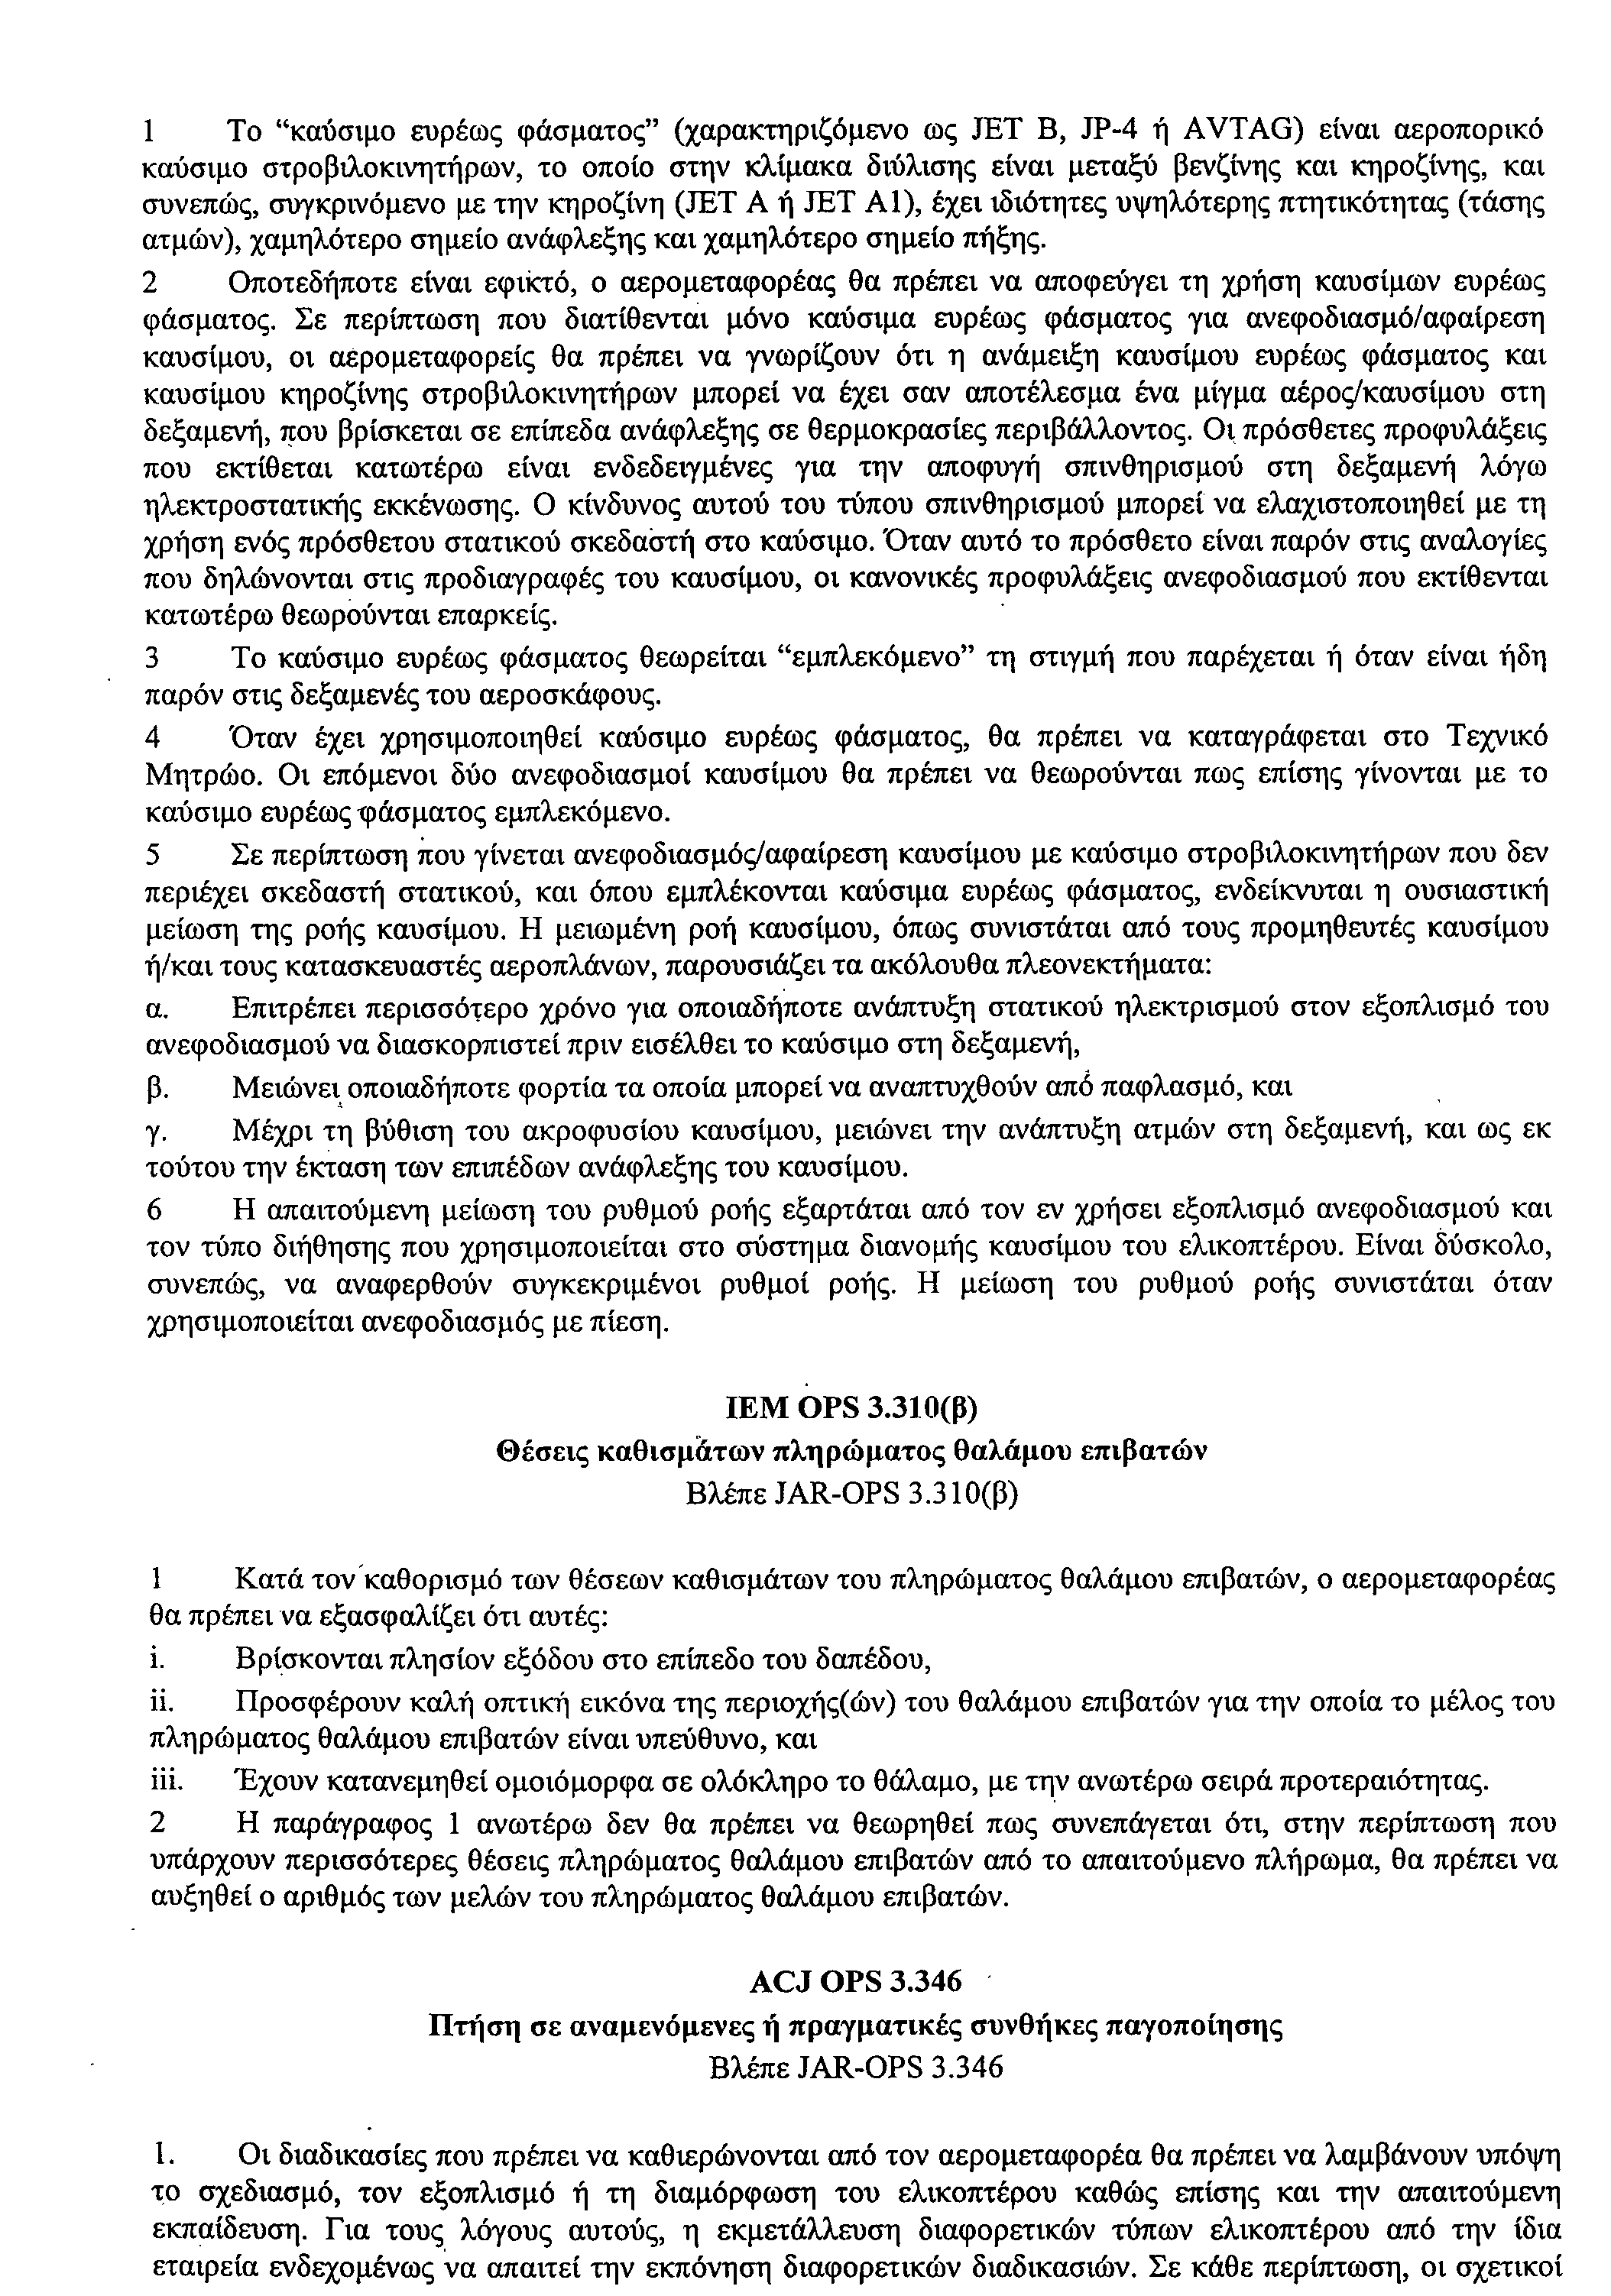 1 Το “καύσιμο ευρέως φάσματος” (χαρακτηριζόμενο ως JET B, JP-4 ή AVTAG) είναι αεροπορικό
καύσιμο στροβιλοκινητήρων, το οποίο στην κλίμακα διύλισης είναι μεταξύ βενζίνης και κηροζίνης, και
συνεπώς, συγκρινόμενο με την κηροζίνη (JET A ή JET A1), έχει ιδιότητες υψηλότερης πτητικότητας (τάσης
ατμών), χαμηλότερο σημείο ανάφλεξης και χαμηλότερο σημείο πήξης.
2 Οποτεδήποτε είναι εφικτό, ο αερομεταφορέας θα πρέπει να αποφεύγει τη χρήση καυσίμων ευρέως
φάσματος. Σε περίπτωση που διατίθενται μόνο καύσιμα ευρέως φάσματος για ανεφοδιασμό/αφαίρεση
καυσίμου, οι αερομεταφορείς θα πρέπει να γνωρίζουν ότι η ανάμειξη καυσίμου ευρέως φάσματος και
καυσίμου κηροζίνης στροβιλοκινητήρων μπορεί να έχει σαν αποτέλεσμα ένα μίγμα αέρος/καυσίμου στη
δεξαμενή, που βρίσκεται σε επίπεδα ανάφλεξης σε θερμοκρασίες περιβάλλοντος. Οι πρόσθετες προφυλάξεις
που εκτίθεται κατωτέρω είναι ενδεδειγμένες για την αποφυγή σπινθηρισμού στη δεξαμενή λόγω
ηλεκτροστατικής εκκένωσης. Ο κίνδυνος αυτού του τύπου σπινθηρισμού μπορεί να ελαχιστοποιηθεί με τη
χρήση ενός πρόσθετου στατικού σκεδαστή στο καύσιμο. Όταν αυτό το πρόσθετο είναι παρόν στις αναλογίες
που δηλώνονται στις προδιαγραφές του καυσίμου, οι κανονικές προφυλάξεις ανεφοδιασμού που εκτίθενται
κατωτέρω θεωρούνται επαρκείς.
3 Το καύσιμο ευρέως φάσματος θεωρείται “εμπλεκόμενο” τη στιγμή που παρέχεται ή όταν είναι ήδη
παρόν στις δεξαμενές του αεροσκάφους.
4 Όταν έχει χρησιμοποιηθεί καύσιμο ευρέως φάσματος, θα πρέπει να καταγράφεται στο Τεχνικό
Μητρώο. Οι επόμενοι δύο ανεφοδιασμοί καυσίμου θα πρέπει να θεωρούνται πως επίσης γίνονται με το
καύσιμο ευρέως φάσματος εμπλεκόμενο.
5 Σε περίπτωση που γίνεται ανεφοδιασμός/αφαίρεση καυσίμου με καύσιμο στροβιλοκινητήρων που δεν
περιέχει σκεδαστή στατικού, και όπου εμπλέκονται καύσιμα ευρέως φάσματος, ενδείκνυται η ουσιαστική
μείωση της ροής καυσίμου. Η μειωμένη ροή καυσίμου, όπως συνιστάται από τους προμηθευτές καυσίμου
ή/και τους κατασκευαστές αεροπλάνων, παρουσιάζει τα ακόλουθα πλεονεκτήματα:
α. Επιτρέπει περισσότερο χρόνο για οποιαδήποτε ανάπτυξη στατικού ηλεκτρισμού στον εξοπλισμό του
ανεφοδιασμού να διασκορπιστεί πριν εισέλθει το καύσιμο στη δεξαμενή,
β. Μειώνει οποιαδήποτε φορτία τα οποία μπορεί να αναπτυχθούν από παφλασμό, και
γ. Μέχρι τη βύθιση του ακροφυσίου καυσίμου, μειώνει την ανάπτυξη ατμών στη δεξαμενή, και ως εκ
τούτου την έκταση των επιπέδων ανάφλεξης του καυσίμου.
6 Η απαιτούμενη μείωση του ρυθμού ροής εξαρτάται από τον εν χρήσει εξοπλισμό ανεφοδιασμού και
τον τύπο διήθησης που χρησιμοποιείται στο σύστημα διανομής καυσίμου του ελικοπτέρου. Είναι δύσκολο,
συνεπώς, να αναφερθούν συγκεκριμένοι ρυθμοί ροής. Η μείωση του ρυθμού ροής συνιστάται όταν
χρησιμοποιείται ανεφοδιασμός με πίεση.
IEM OPS 3.310(β)
Θέσεις καθισμάτων πληρώματος θαλάμου επιβατών
Βλέπε JAR-OPS 3.310(β)
1 Κατά τον καθορισμό των θέσεων καθισμάτων του πληρώματος θαλάμου επιβατών, ο αερομεταφορέας
θα πρέπει να εξασφαλίζει ότι αυτές:
i. Βρίσκονται πλησίον εξόδου στο επίπεδο του δαπέδου,
ii. Προσφέρουν καλή οπτική εικόνα της περιοχής(ών) του θαλάμου επιβατών για την οποία το μέλος του
πληρώματος θαλάμου επιβατών είναι υπεύθυνο, και
iii. Έχουν κατανεμηθεί ομοιόμορφα σε ολόκληρο το θάλαμο, με την ανωτέρω σειρά προτεραιότητας.
2 Η παράγραφος 1 ανωτέρω δεν θα πρέπει να θεωρηθεί πως συνεπάγεται ότι, στην περίπτωση που
υπάρχουν περισσότερες θέσεις πληρώματος θαλάμου επιβατών από το απαιτούμενο πλήρωμα, θα πρέπει να
αυξηθεί ο αριθμός των μελών του πληρώματος θαλάμου επιβατών.
ACJ OPS 3.346
Πτήση σε αναμενόμενες ή πραγματικές συνθήκες παγοποίησης
Βλέπε JAR-OPS 3.346
1. Οι διαδικασίες που πρέπει να καθιερώνονται από τον αερομεταφορέα θα πρέπει να λαμβάνουν υπόψη
το σχεδιασμό, τον εξοπλισμό ή τη διαμόρφωση του ελικοπτέρου καθώς επίσης και την απαιτούμενη
εκπαίδευση. Για τους λόγους αυτούς, η εκμετάλλευση διαφορετικών τύπων ελικοπτέρου από την ίδια
εταιρεία ενδεχομένως να απαιτεί την εκπόνηση διαφορετικών διαδικασιών. Σε κάθε περίπτωση, οι σχετικοί